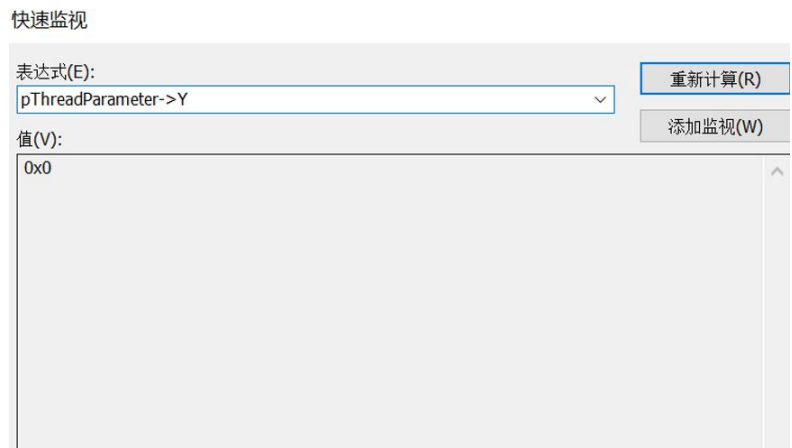 快速监视
表达式(E):
重新计算(R)
pThreadParameter->Y
添加监视(W)
值(V):
0x0